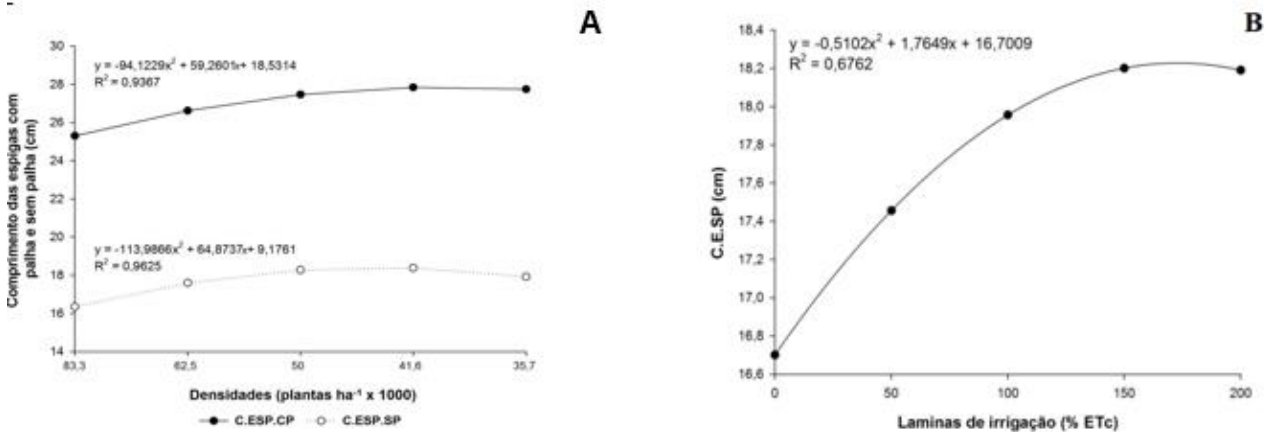 A
Comprimento das espigas com
palha e sem palha (cm)
30
28
26
24
22
20
18
16
14
y = -94,1229x² + 59,2601x+ 18,5314
R² = 0,9367
y = -113,9866x² + 64,8737x+ 9,1761
R² = 0,9625
83,3 62,5 50 41,6 35,7
Densidades (plantas ha⁻¹ x 1000)
C.ESP.CP C.ESP.SP
B
C.E.SP (cm)
18,4
18,2
18,0
17,8
17,6
17,4
17,2
17,0
16,8
16,6
y = -0,5102x² + 1,7649x + 16,7009
R² = 0,6762
0 50 100 150 200
Laminas de irrigação (% ETc)